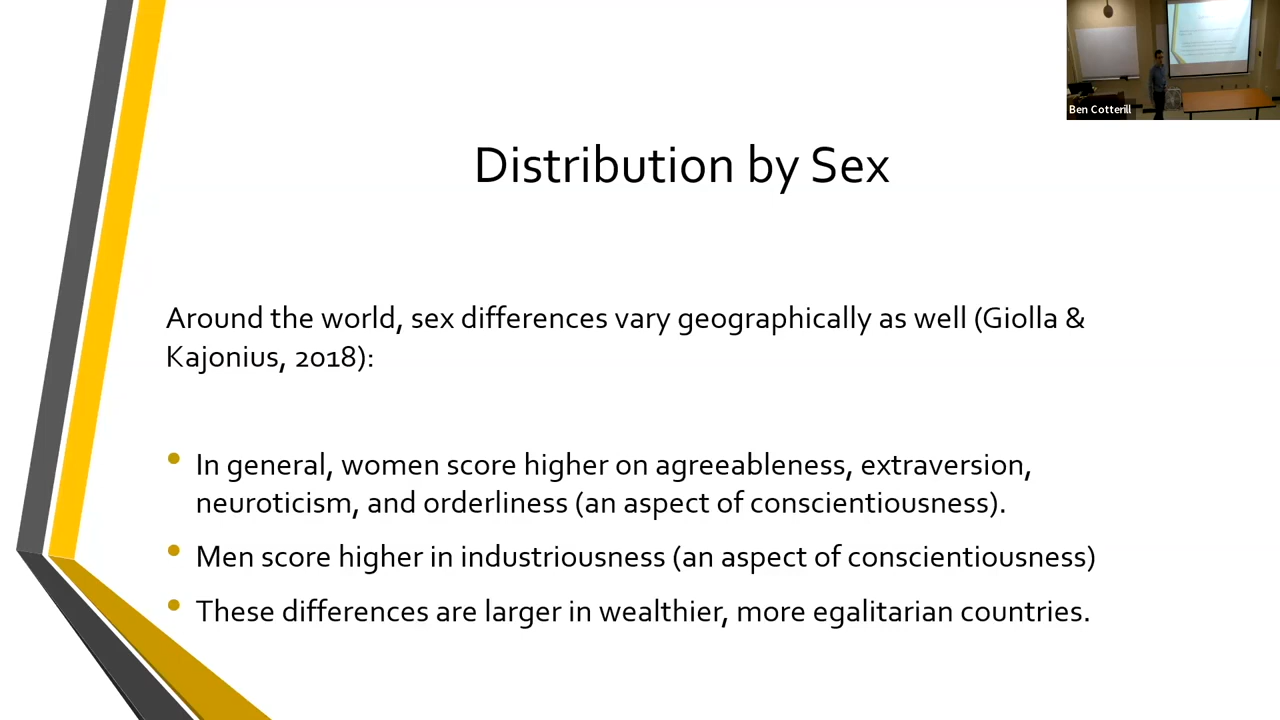 Ben Cotterill
Distribution by Sex
Around the world, sex differences vary geographically as well (Giolla &
Kajonius, 2018):
• In general, women score higher on agreeableness, extraversion,
neuroticism, and orderliness (an aspect of conscientiousness).
• Men score higher in industriousness (an aspect of conscientiousness)
• These differences are larger in wealthier, more egalitarian countries.